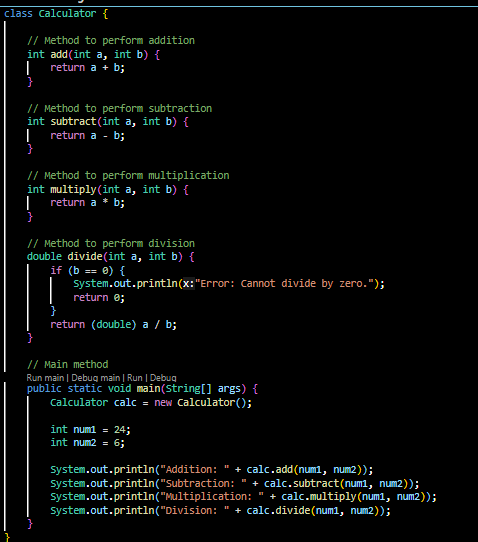 class Calculator {
// Method to perform addition
int add(int a, int b) {
return a + b;
}
// Method to perform subtraction
int subtract(int a, int b) {
return a - b;
}
// Method to perform multiplication
int multiply(int a, int b) {
return a * b;
}
// Method to perform division
double divide(int a, int b) {
if (b == 0) {
System.out.println(x:"Error: Cannot divide by zero.");
return 0;
}
return (double) a / b;
}
// Main method
Run main | Debug main | Run | Debug
public static void main(String[] args) {
Calculator calc = new Calculator();
int num1 = 24;
int num2 = 6;
System.out.println("Addition: " + calc.add(num1, num2));
System.out.println("Subtraction: " + calc.subtract(num1, num2));
System.out.println("Multiplication: " + calc.multiply(num1, num2));
System.out.println("Division: " + calc.divide(num1, num2));
}
}